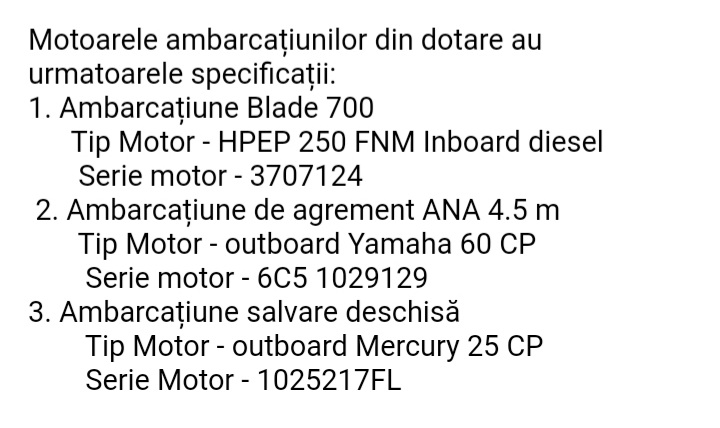 Motoarele ambarcațiunilor din dotare au
urmatoarele specificații:
1. Ambarcațiune Blade 700
Tip Motor - HPEP 250 FNM Inboard diesel
Serie motor - 3707124
2. Ambarcațiune de agrement ANA 4.5 m
Tip Motor - outboard Yamaha 60 CP
Serie motor - 6C5 1029129
3. Ambarcațiune salvare deschisă
Tip Motor - outboard Mercury 25 CP
Serie Motor - 1025217FL